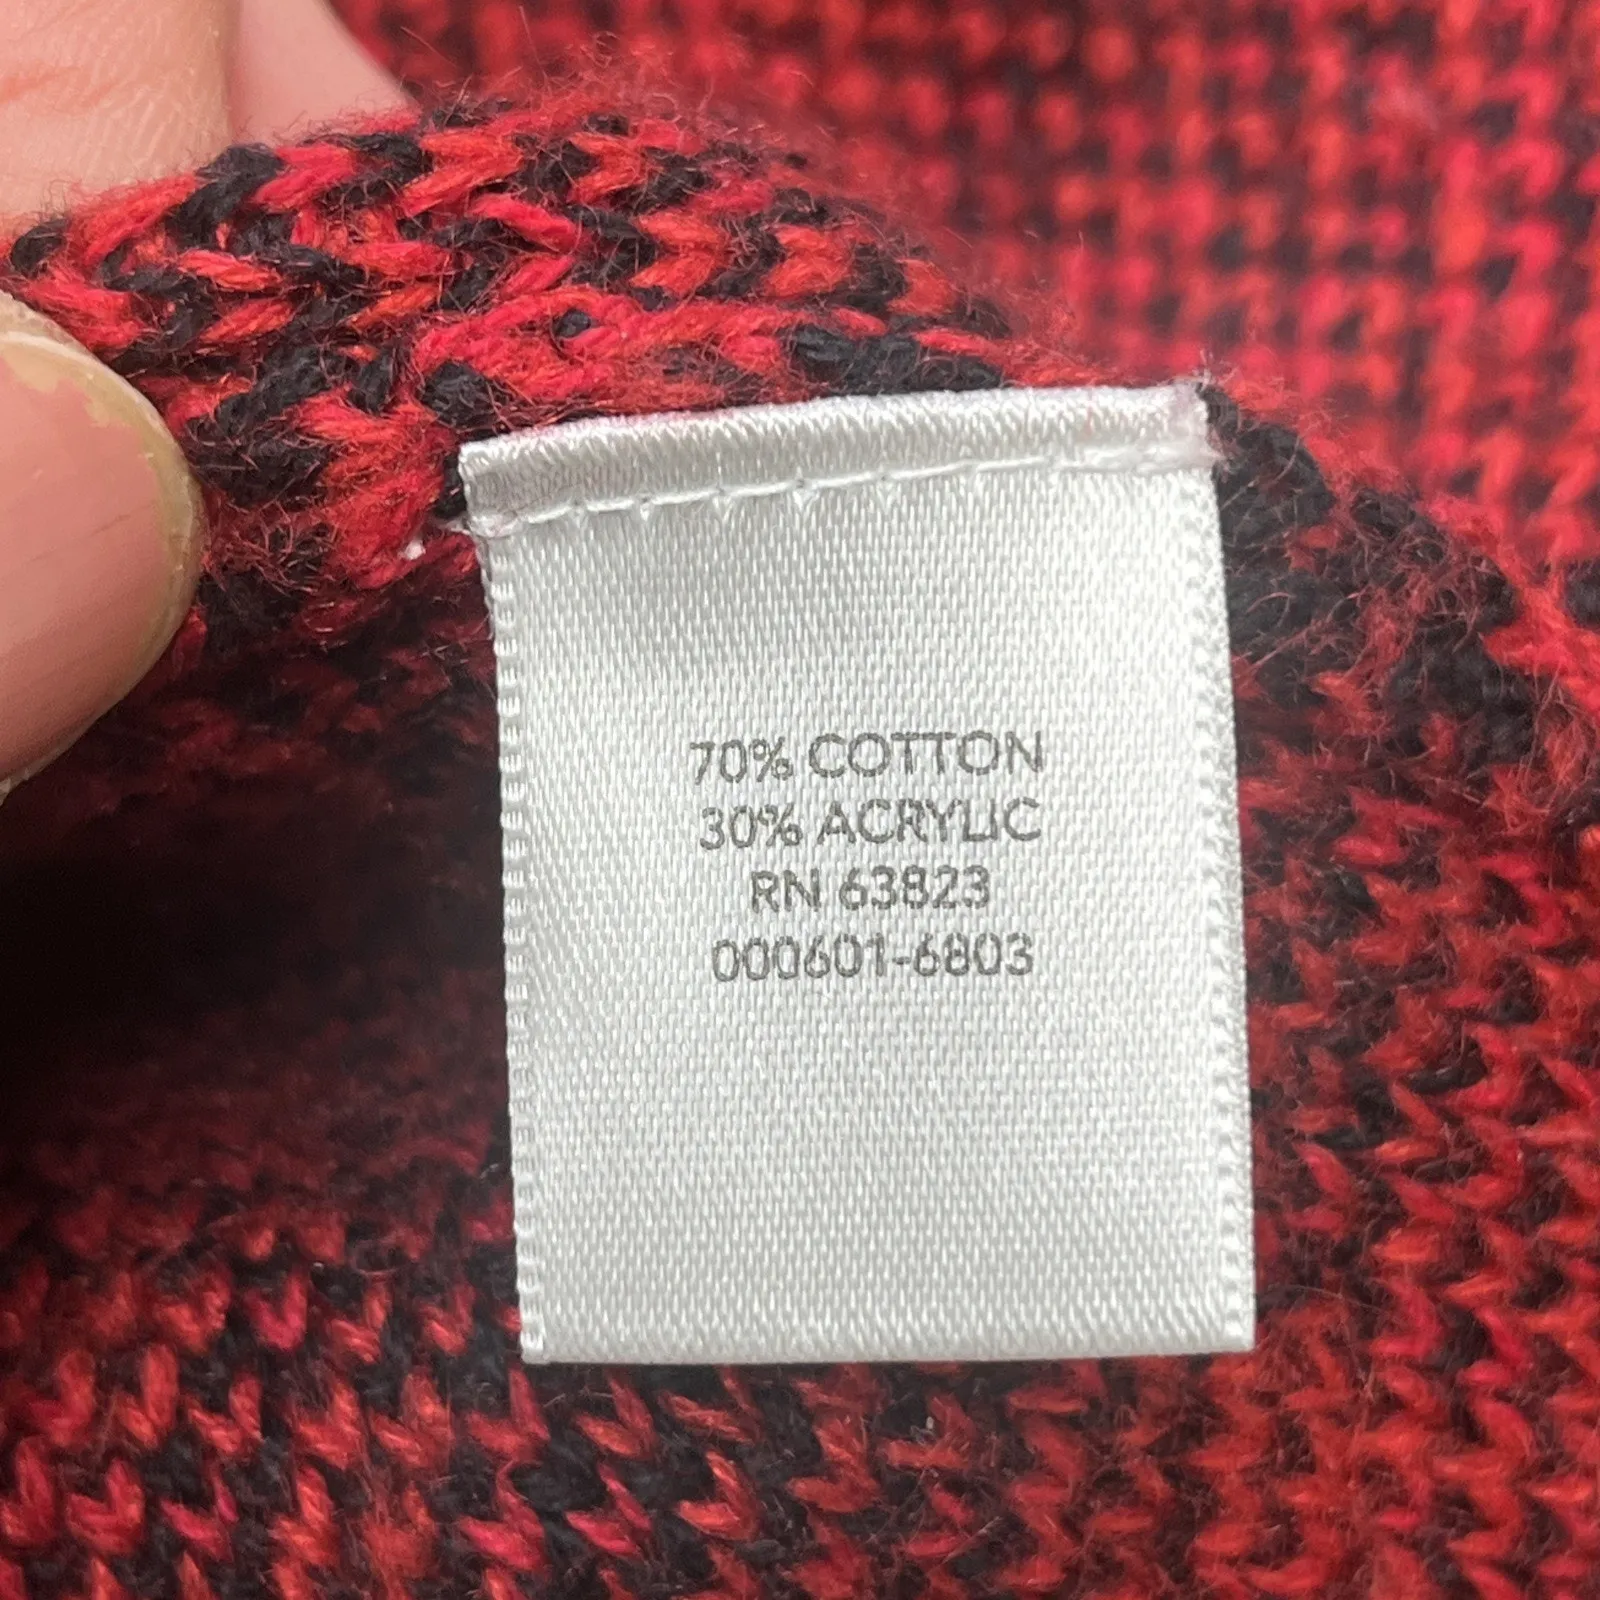 70% COTTON
30% ACRYLIC
RN 63823
000601-6803